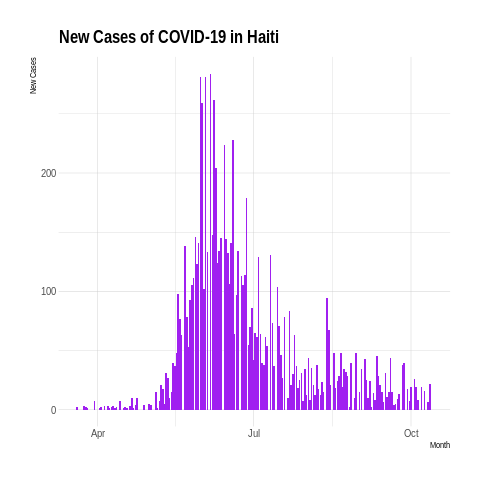 New Cases of COVID-19 in Haiti
New Cases
200
100
0
Apr
Jul
Oct
Month